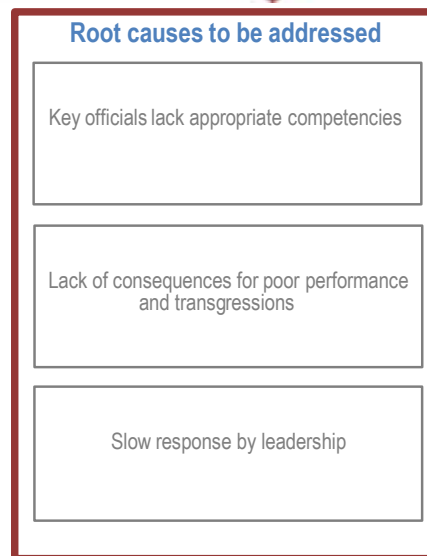 Root causes to be addressed
Key officials lack appropriate competencies
Lack of consequences for poor performance
and transgressions
Slow response by leadership